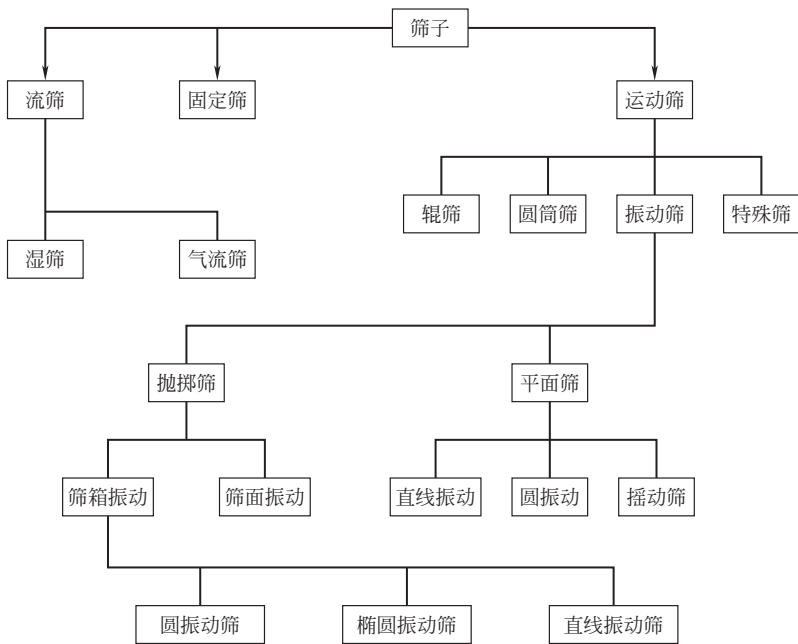 筛子
流筛
固定筛
运动筛
辊筛
圆筒筛
振动筛
特殊筛
湿筛
气流筛
抛掷筛
平面筛
筛箱振动
筛面振动
直线振动
圆振动
摇动筛
圆振动筛
椭圆振动筛
直线振动筛